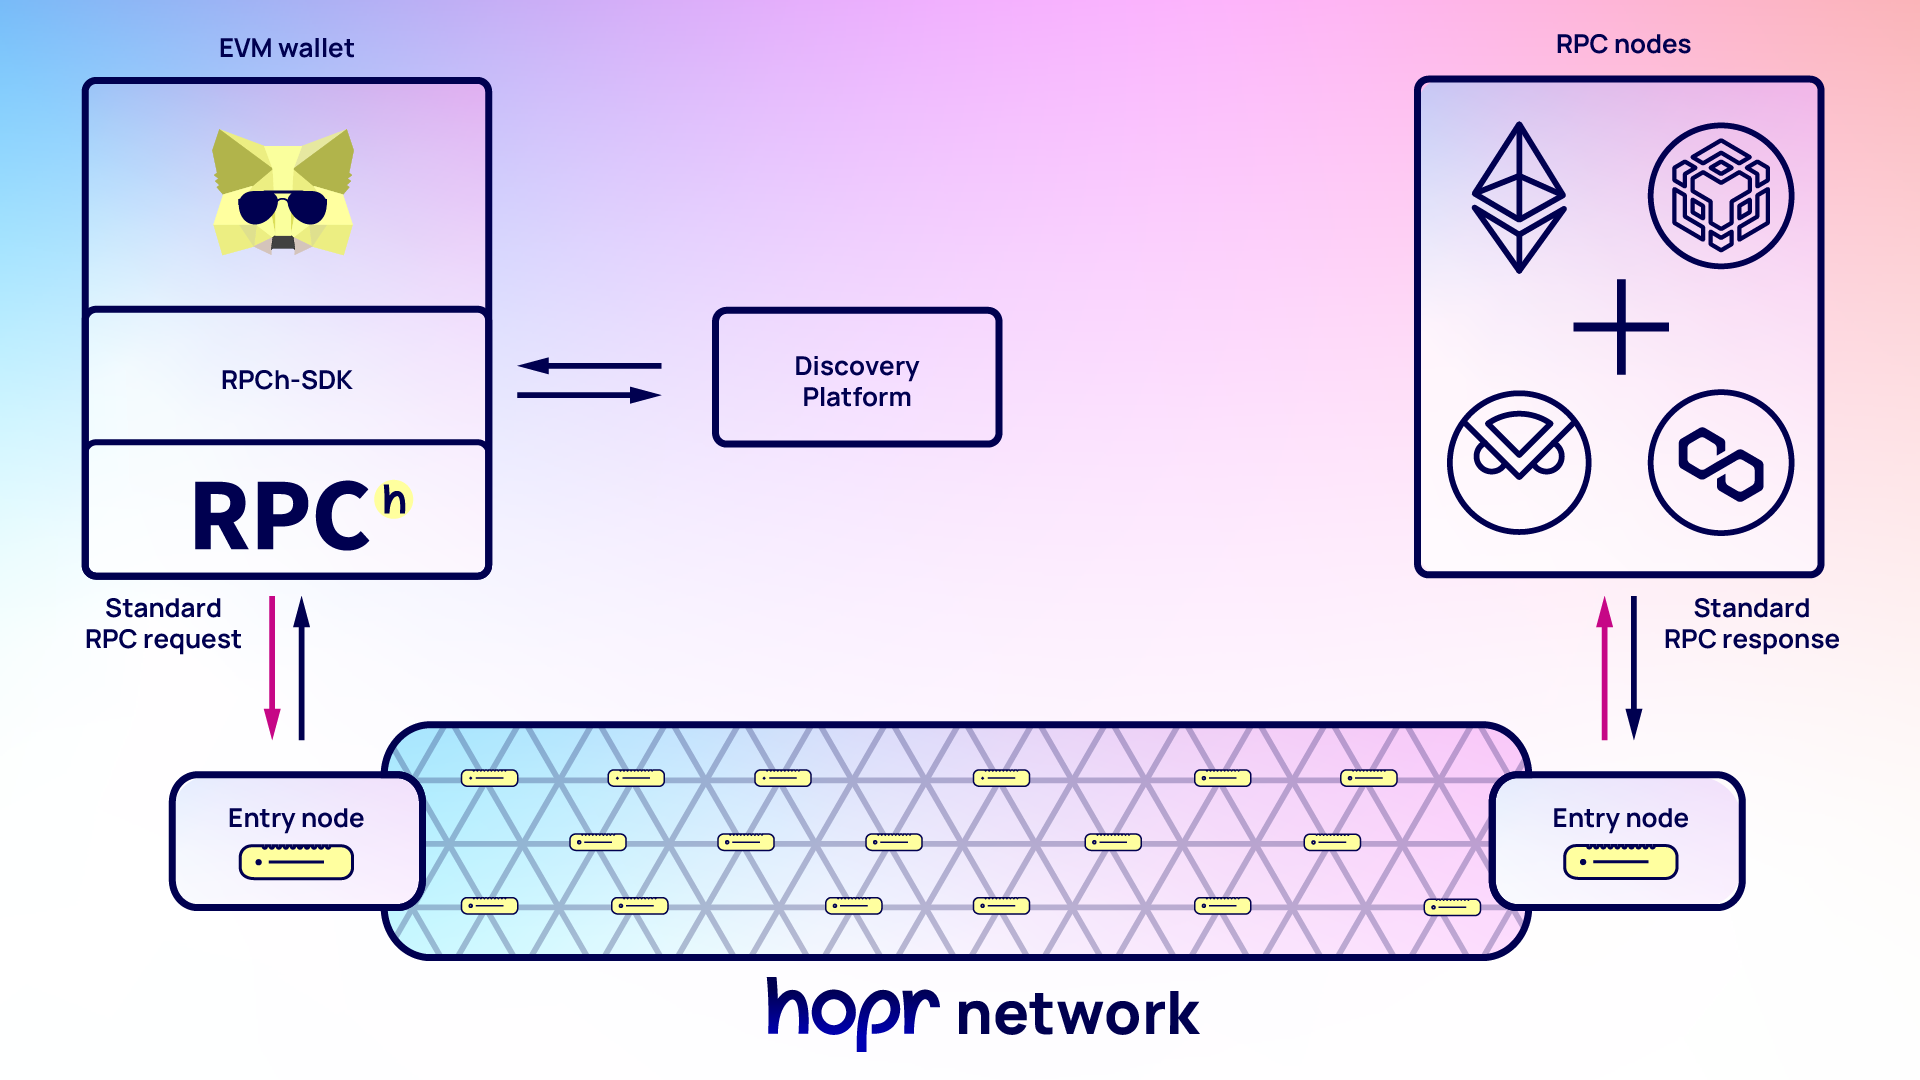 EVM wallet
RPC nodes
RPCh-SDK
Discovery
Platform
RPCh
Standard
RPC request
Standard
RPC response
Entry node
Entry node
hopr network